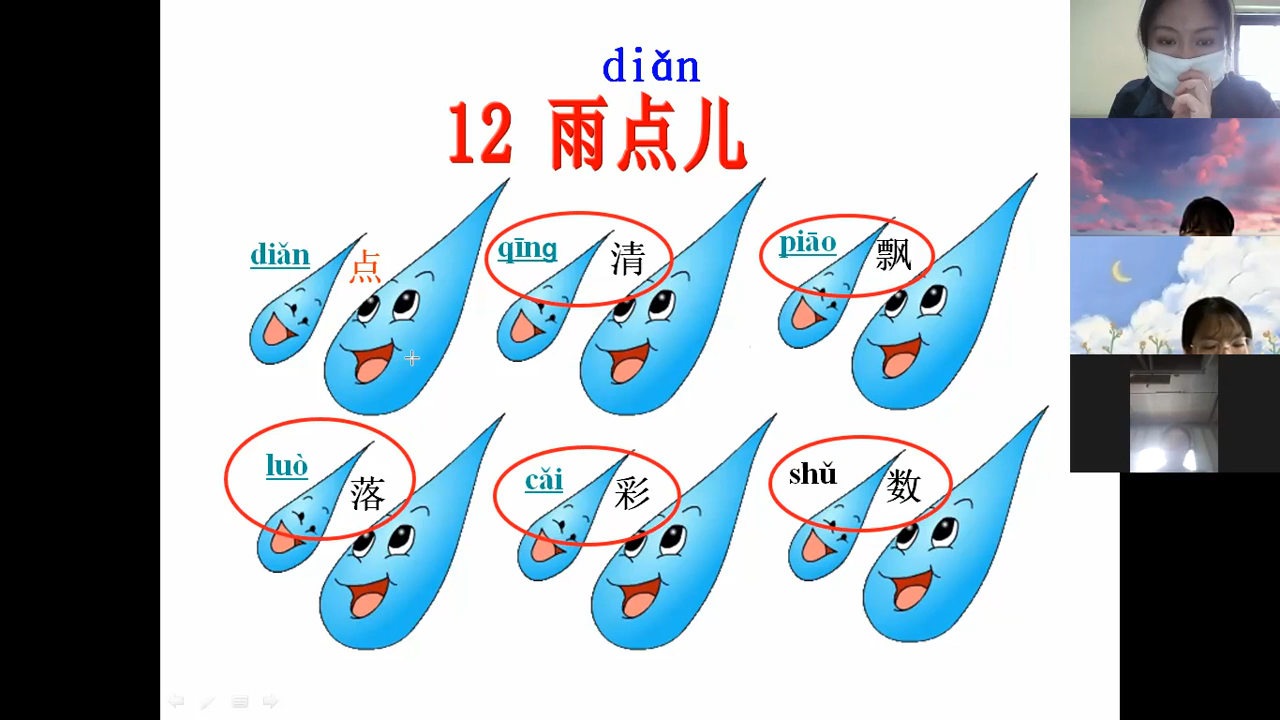 diǎn
12 雨点儿
diǎn 点
qīng 清
piāo 飘
luò 落
cǎi 彩
shǔ 数